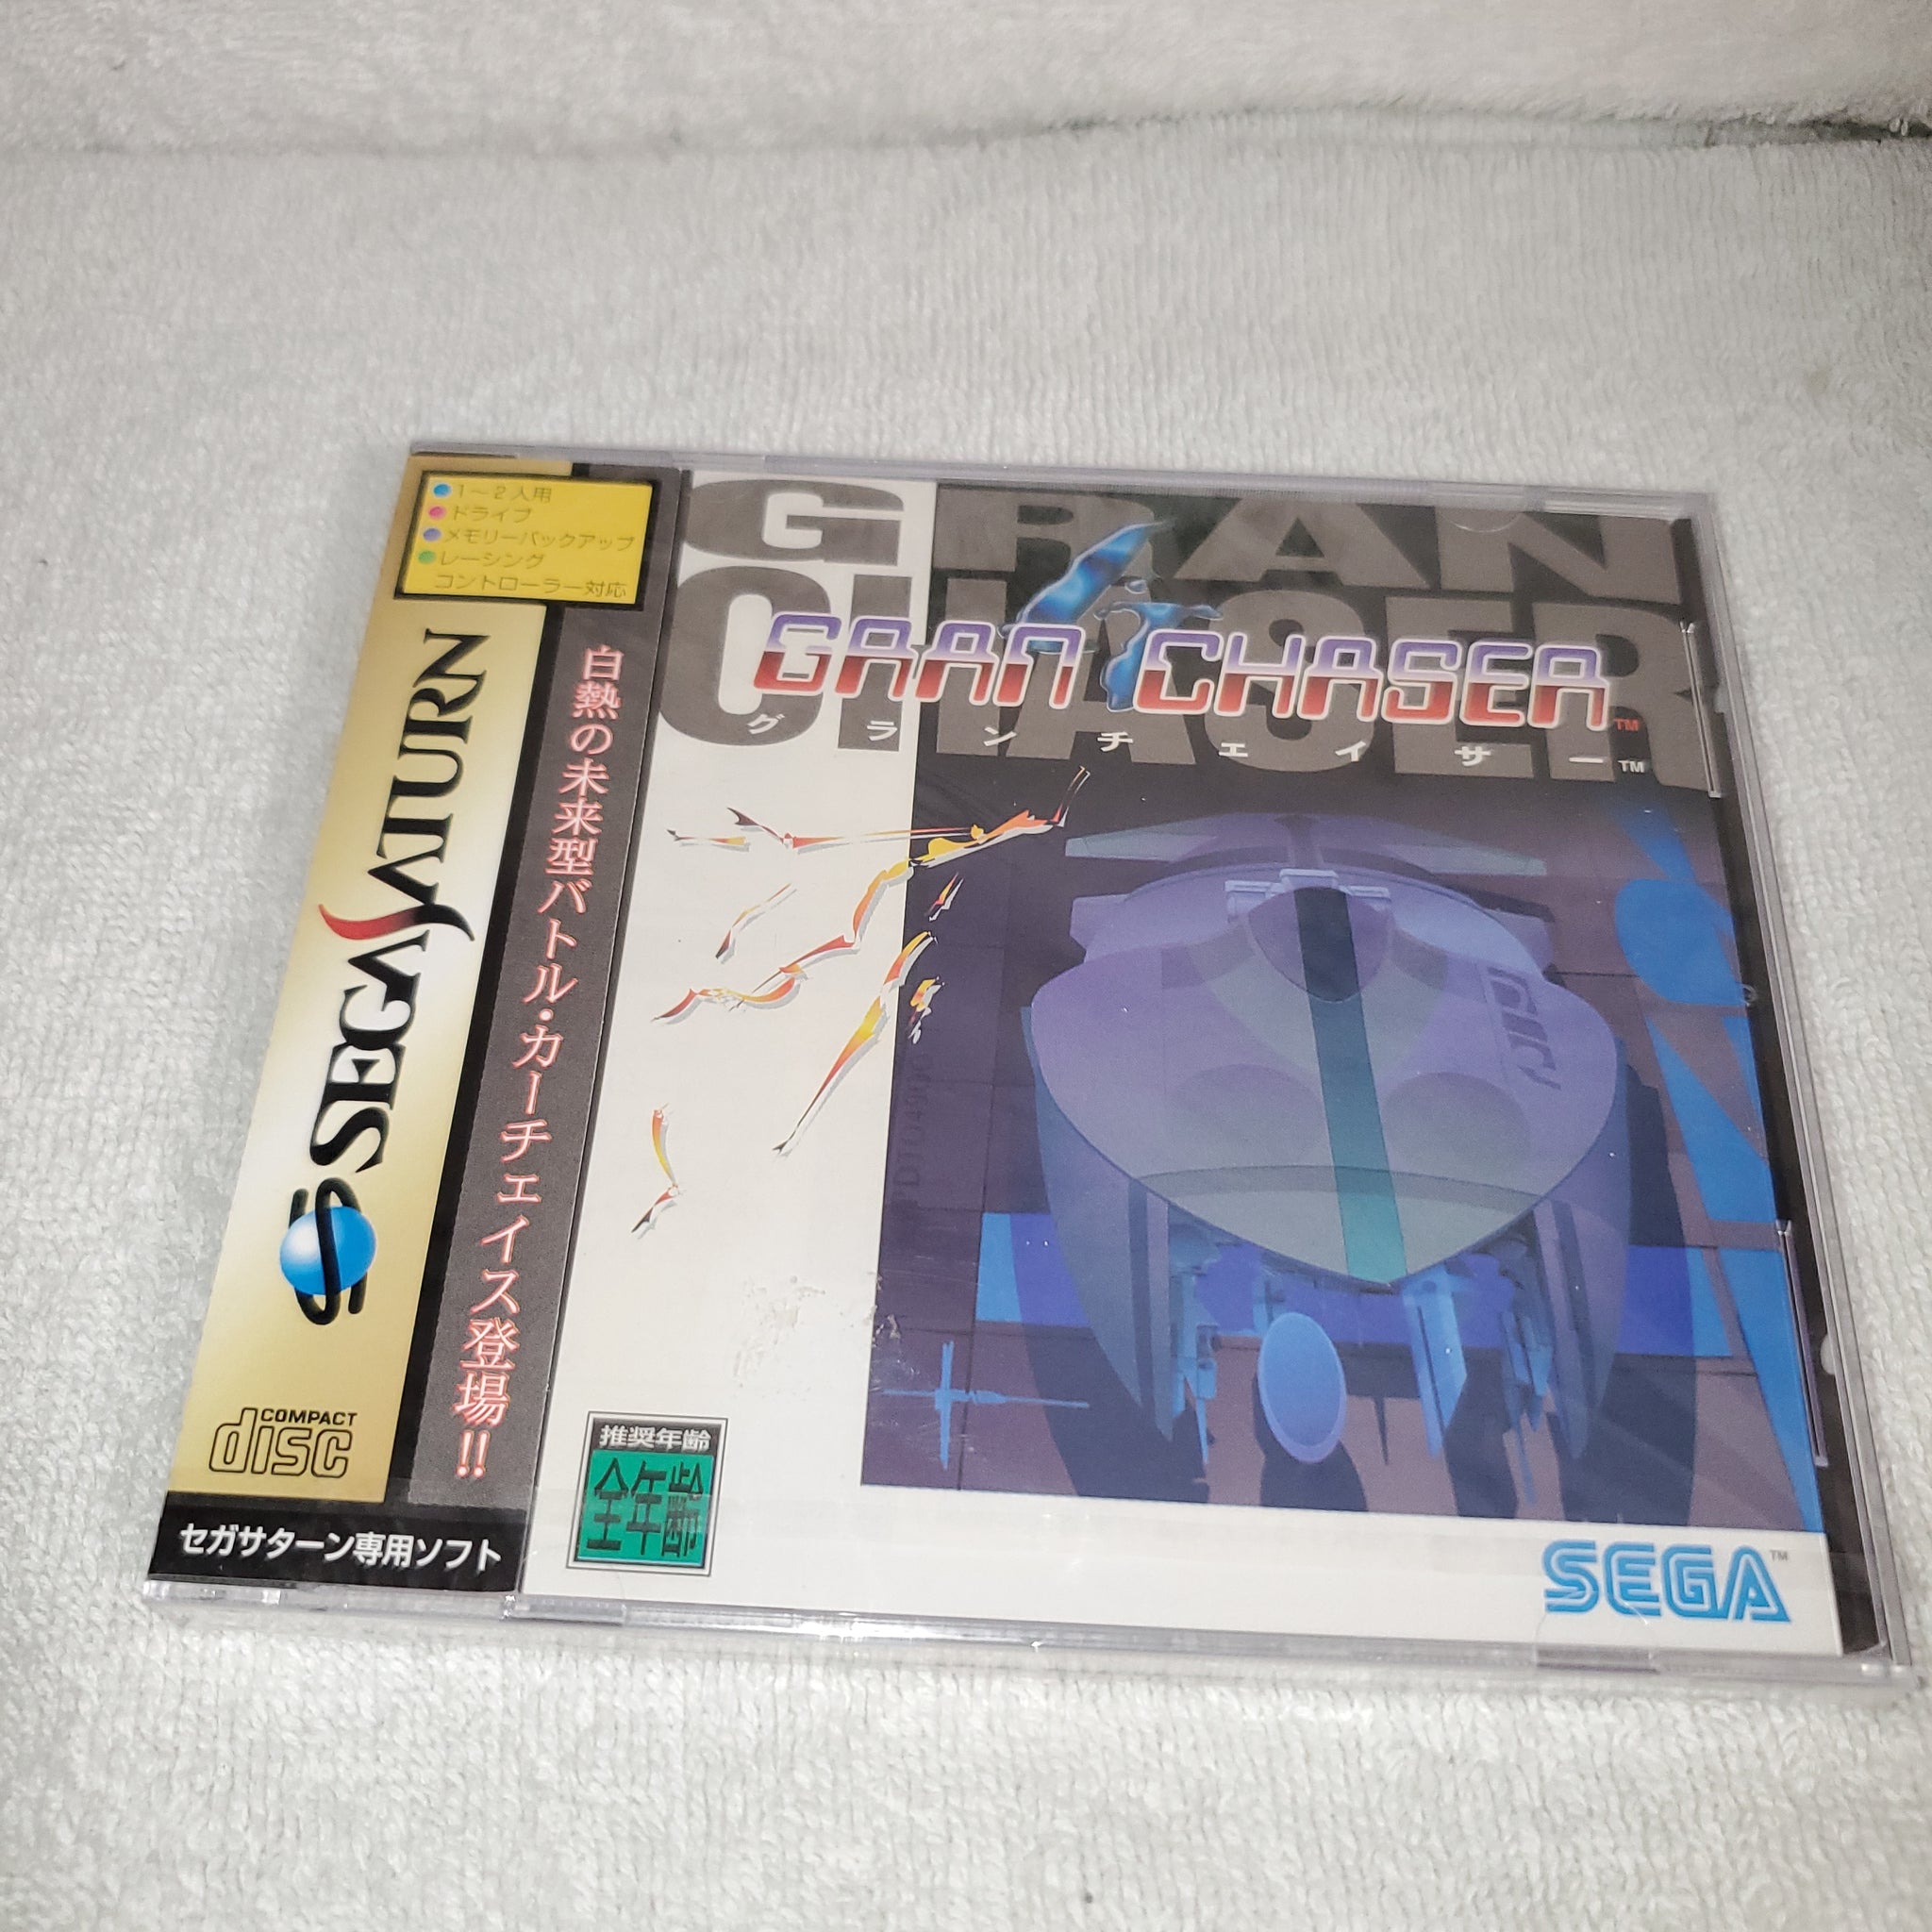 1～2人用
ドライブ
メモリーバックアップ
レーシング
コントローラー対応
SEGA SATURN
COMPACT
disc
セガサターン専用ソフト
白熱の未来型バトル・カーチェイス登場!!
GRAN
CHASER
GRAN CHASER™
グランチェイサー™
推奨年齢
全年齢
SEGA™